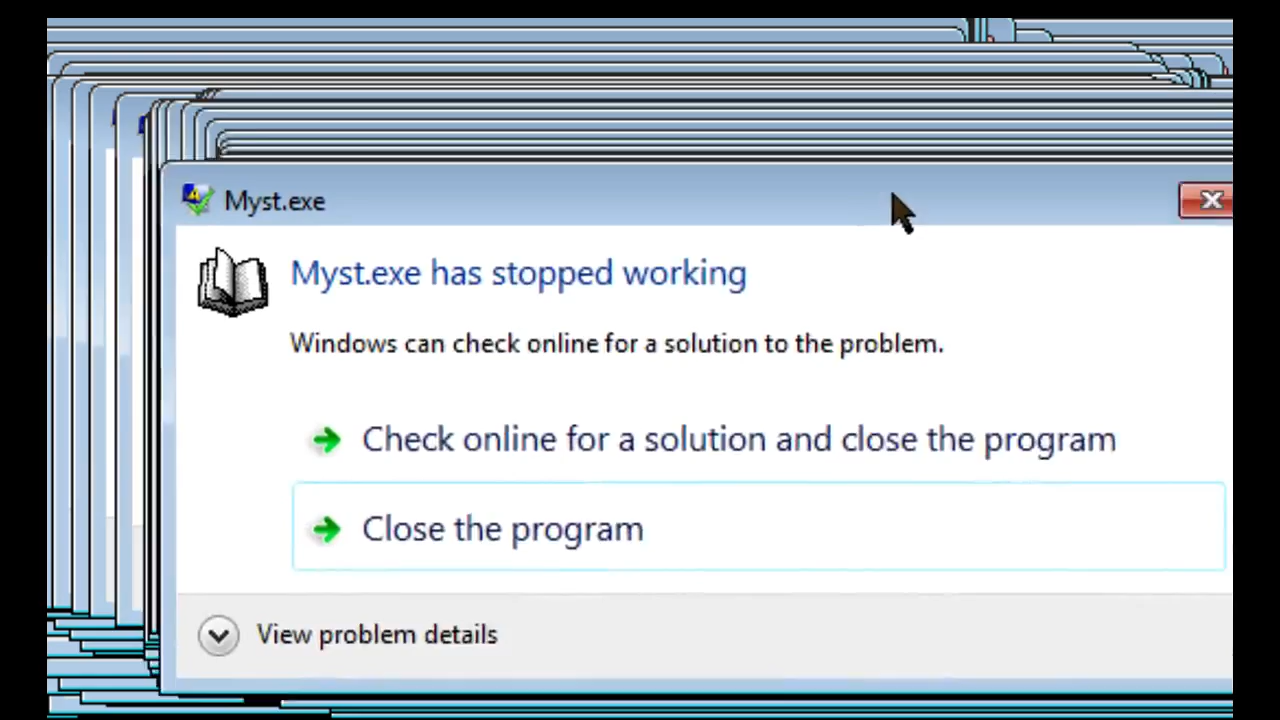 Myst.exe
Myst.exe has stopped working
Windows can check online for a solution to the problem.
Check online for a solution and close the program
Close the program
View problem details